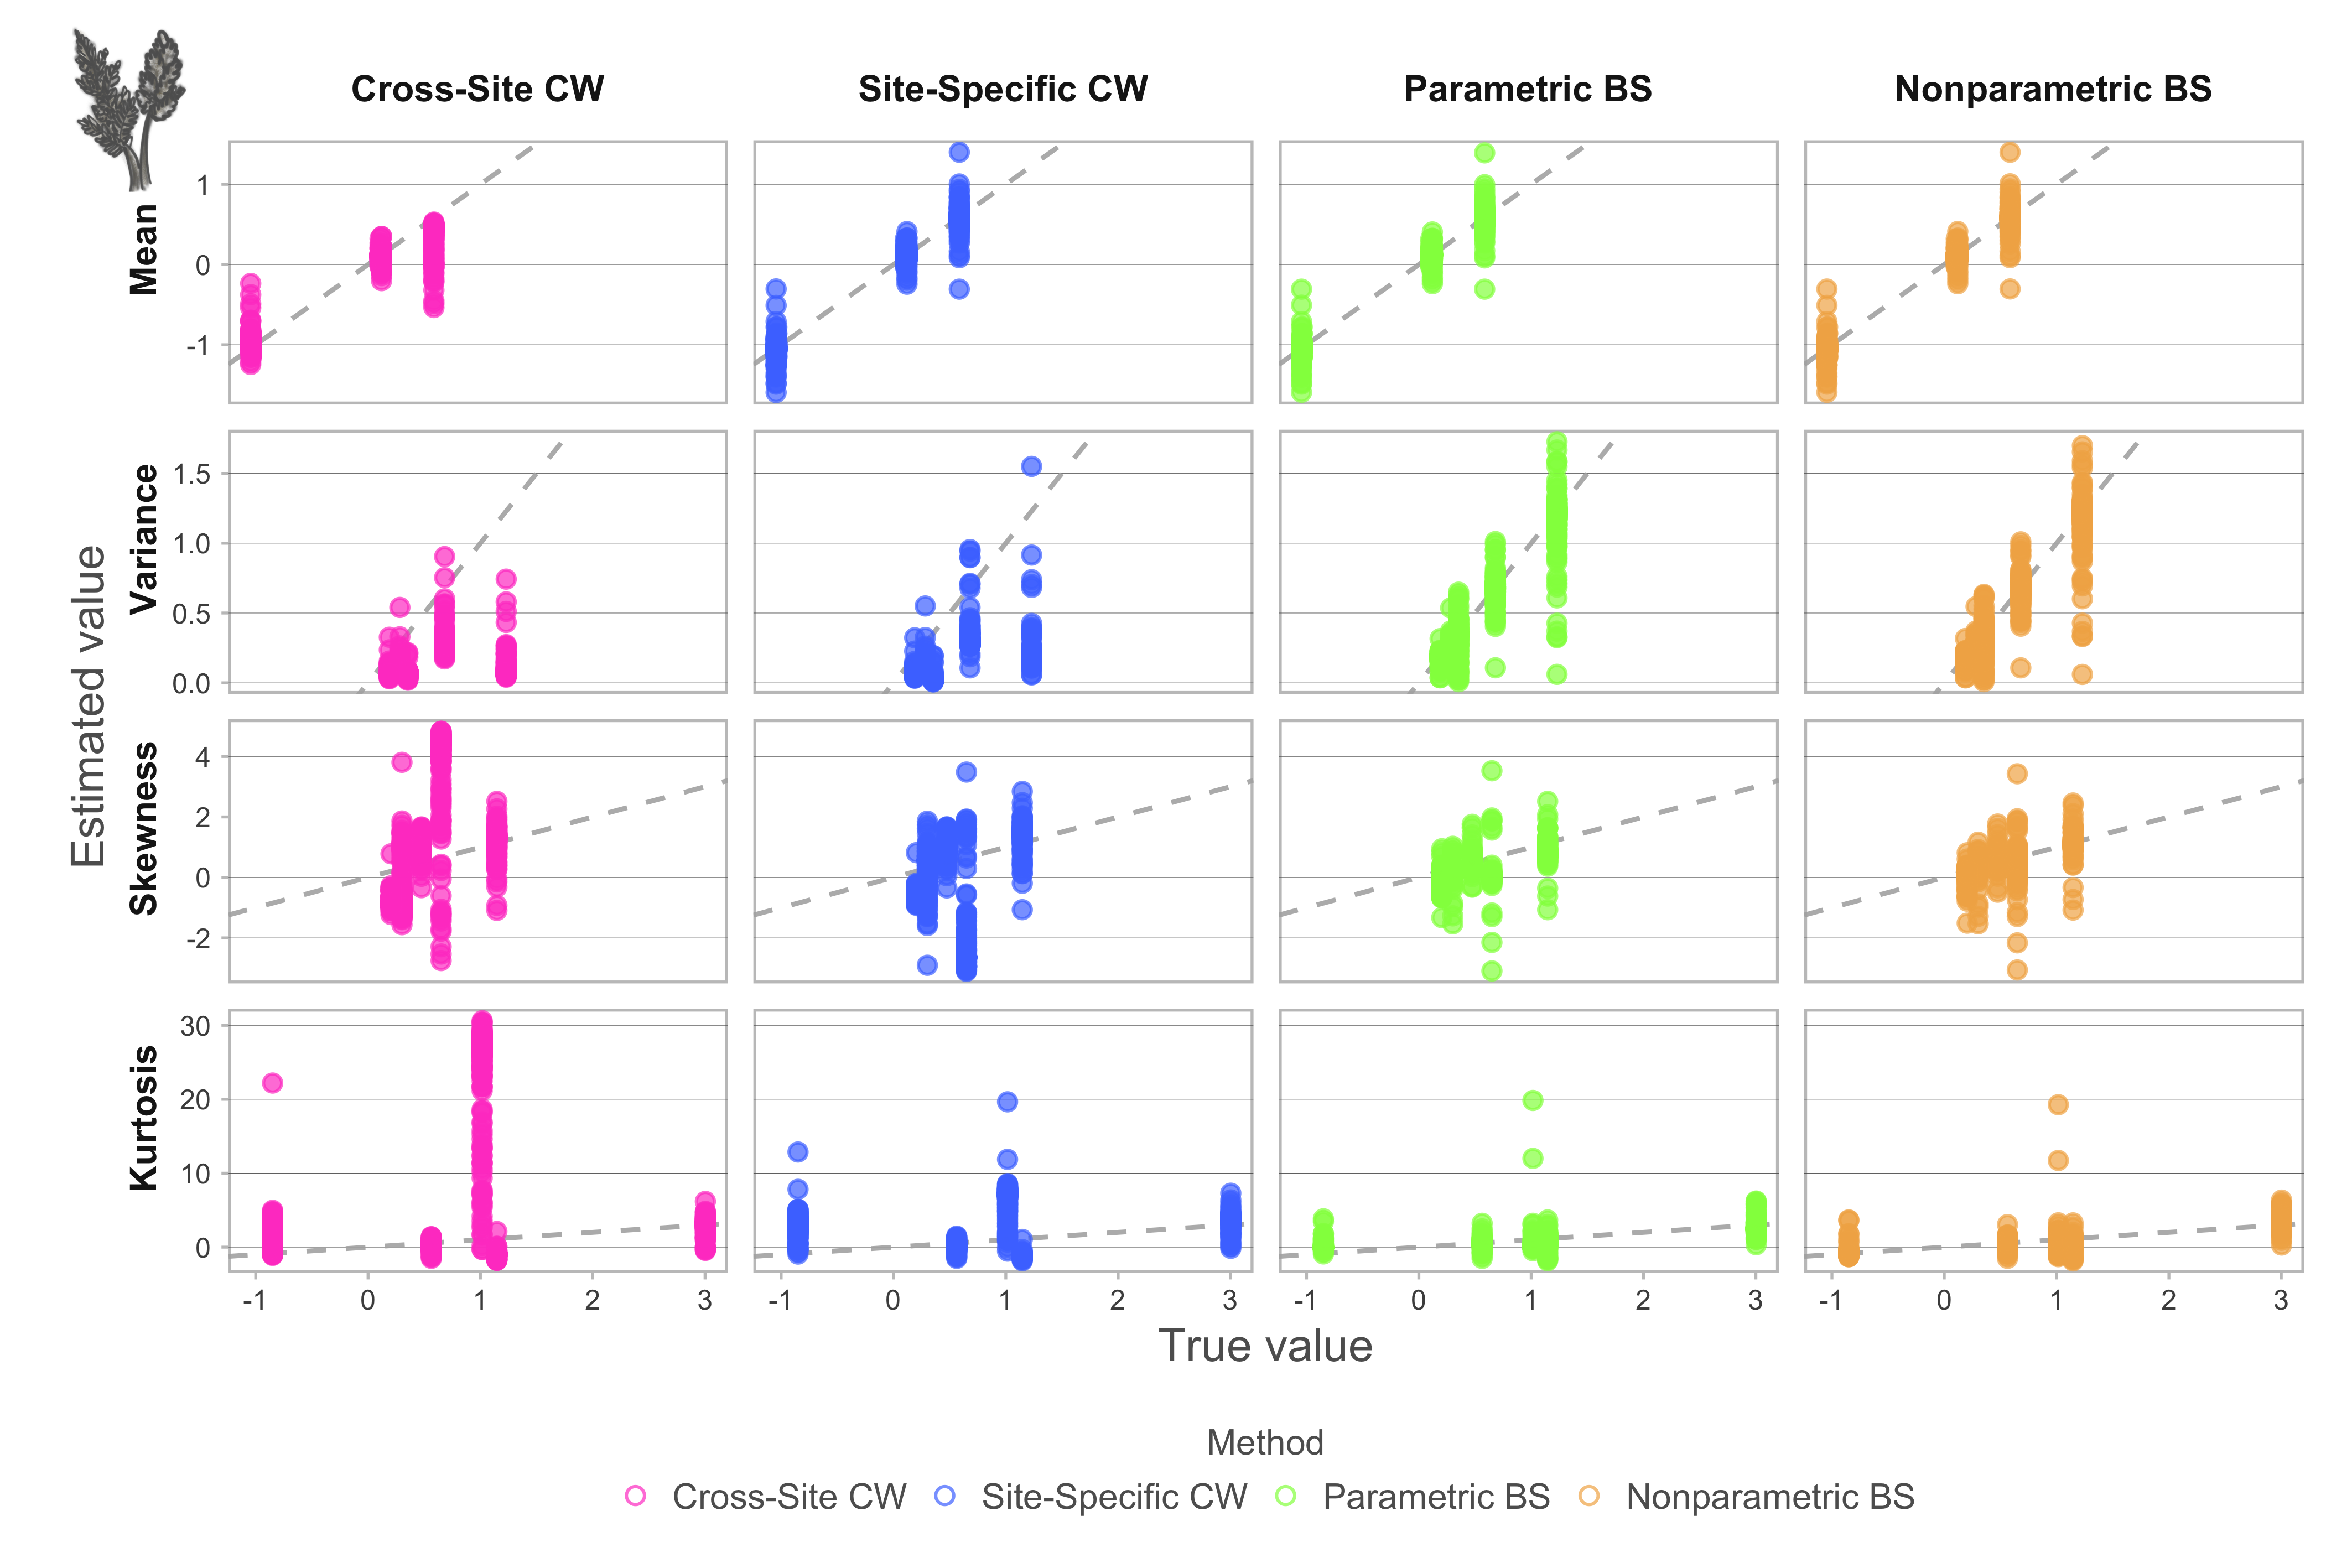 Cross-Site CW Site-Specific CW Parametric BS Nonparametric BS
Estimated value
Mean
1
0
-1
Variance
1.5
1.0
0.5
0.0
Skewness
4
2
0
-2
Kurtosis
30
20
10
0
-1 0 1 2 3 -1 0 1 2 3 -1 0 1 2 3 -1 0 1 2 3
True value
Method
Cross-Site CW Site-Specific CW Parametric BS Nonparametric BS